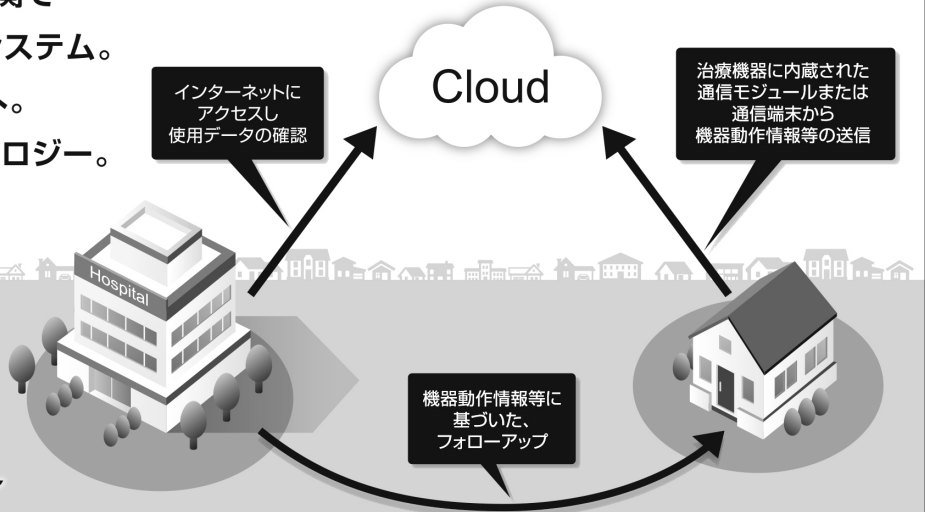 ステム。
ロジー。
Cloud
インターネットに
アクセスし
使用データの確認
治療機器に内蔵された
通信モジュールまたは
通信端末から
機器動作情報等の送信
Hospital
機器動作情報等に
基づいた、
フォローアップ